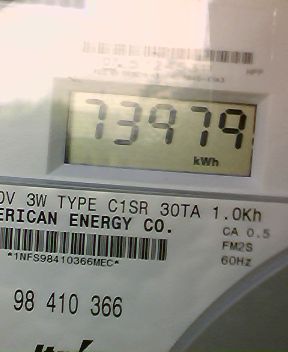 73979
kWh
0V 3W TYPE C1SR 30TA 1.0Kh
ERICAN ENERGY CO.
CA 0.5
FM2S
*1NFS98410366MEC*
60Hz
98 410 366